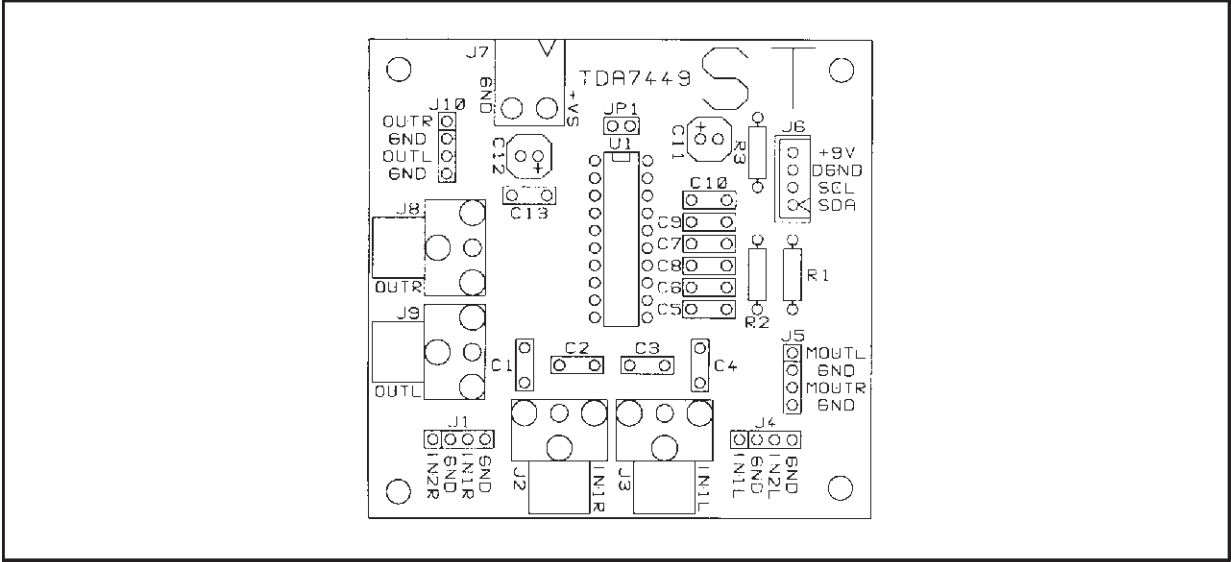 J7
TDA7449
ST
GND
+VS
J10
OUTR
GND
OUTL
GND
JP1
U1
C12
C11
R3
J6
+9V
DGND
SCL
SDA
C13
C10
C9
C7
C8
C6
C5
J8
OUTR
R1
R2
J9
OUTL
C1
C2
C3
C4
J5
MOUTL
GND
MOUTR
GND
J1
IN2R
GND
IN1R
GND
J2
IN1R
J3
IN1L
J4
IN1L
GND
IN2L
GND